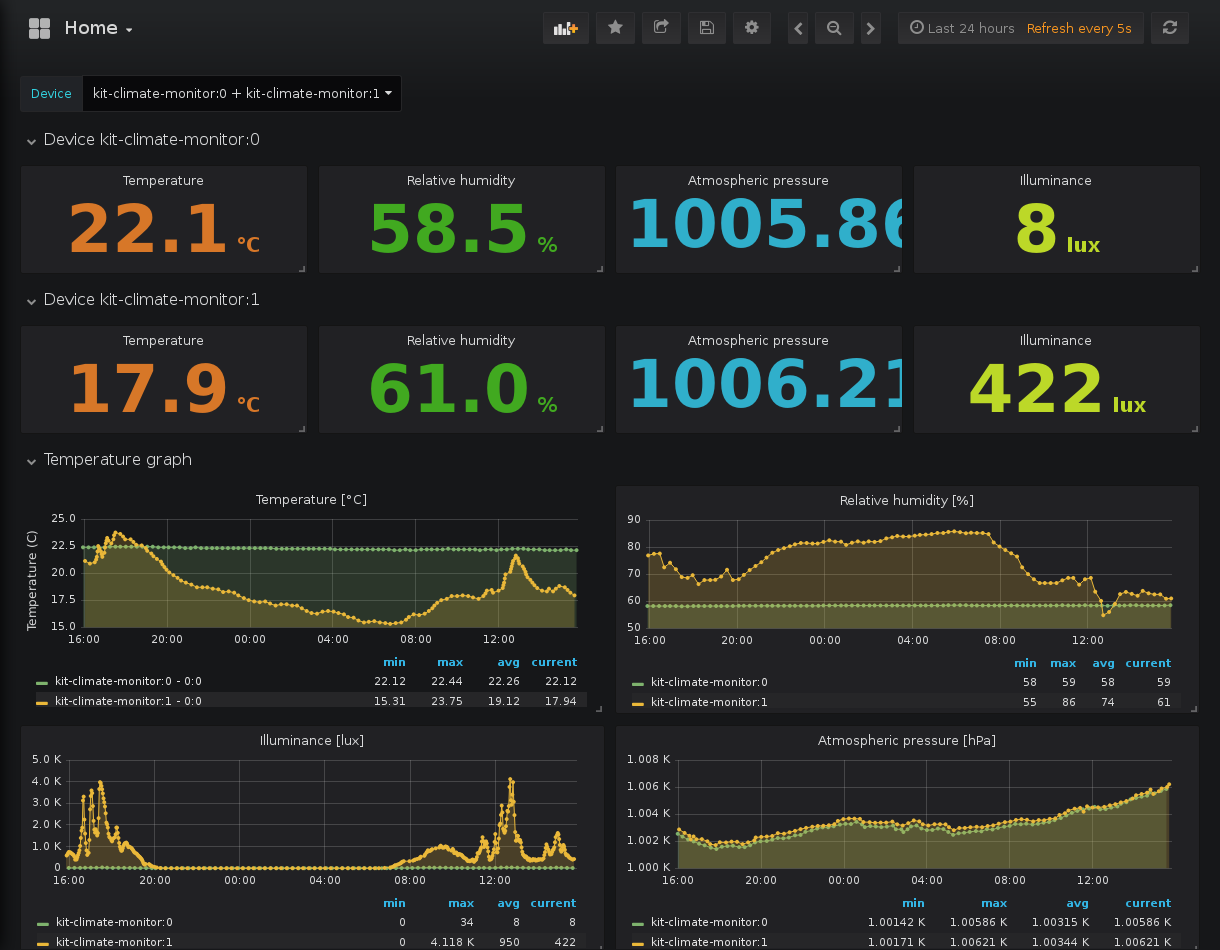 Home
Last 24 hours Refresh every 5s
Device kit-climate-monitor:0 + kit-climate-monitor:1
Device kit-climate-monitor:0
Temperature Relative humidity Atmospheric pressure Illuminance
22.1 °C 58.5 % 1005.86 8 lux
Device kit-climate-monitor:1
Temperature Relative humidity Atmospheric pressure Illuminance
17.9 °C 61.0 % 1006.21 422 lux
Temperature graph
Temperature [°C]
Temperature (C)
25.0
22.5
20.0
17.5
15.0
16:00 20:00 00:00 04:00 08:00 12:00
min max avg current
kit-climate-monitor:0 - 0:0 22.12 22.44 22.26 22.12
kit-climate-monitor:1 - 0:0 15.31 23.75 19.12 17.94
Relative humidity [%]
90
80
70
60
50
16:00 20:00 00:00 04:00 08:00 12:00
min max avg current
kit-climate-monitor:0 58 59 58 59
kit-climate-monitor:1 55 86 74 61
Illuminance [lux]
5.0 K
4.0 K
3.0 K
2.0 K
1.0 K
0
16:00 20:00 00:00 04:00 08:00 12:00
min max avg current
kit-climate-monitor:0 0 34 8 8
kit-climate-monitor:1 0 4.118 K 950 422
Atmospheric pressure [hPa]
1.008 K
1.006 K
1.004 K
1.002 K
1.000 K
16:00 20:00 00:00 04:00 08:00 12:00
min max avg current
kit-climate-monitor:0 1.00142 K 1.00586 K 1.00315 K 1.00586 K
kit-climate-monitor:1 1.00171 K 1.00621 K 1.00344 K 1.00621 K